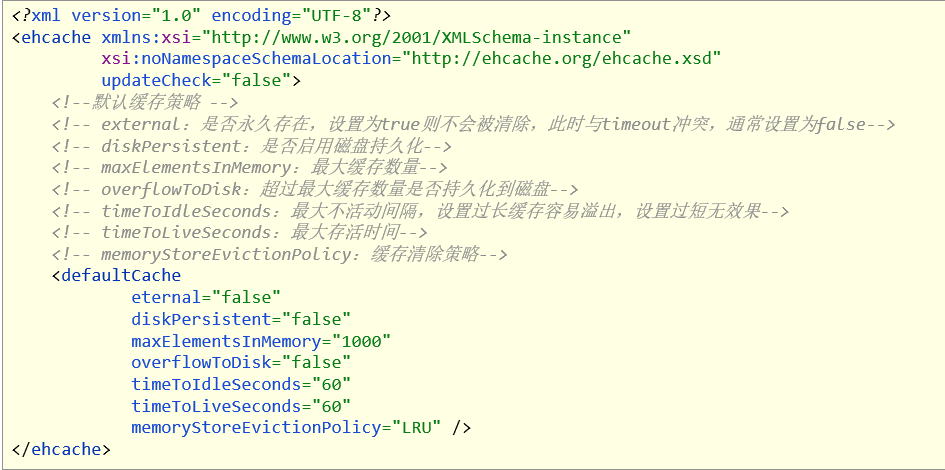 <?xml version="1.0" encoding="UTF-8"?>
<ehcache xmlns:xsi="http://www.w3.org/2001/XMLSchema-instance"
         xsi:noNamespaceSchemaLocation="http://ehcache.org/ehcache.xsd"
         updateCheck="false">
    <!--默认缓存策略 -->
    <!-- external：是否永久存在，设置为true则不会被清除，此时与timeout冲突，通常设置为false-->
    <!-- diskPersistent：是否启用磁盘持久化-->
    <!-- maxElementsInMemory：最大缓存数量-->
    <!-- overflowToDisk：超过最大缓存数量是否持久化到磁盘-->
    <!-- timeToIdleSeconds：最大不活动间隔，设置过长缓存容易溢出，设置过短无效果-->
    <!-- timeToLiveSeconds：最大存活时间-->
    <!-- memoryStoreEvictionPolicy：缓存清除策略-->
    <defaultCache
            eternal="false"
            diskPersistent="false"
            maxElementsInMemory="1000"
            overflowToDisk="false"
            timeToIdleSeconds="60"
            timeToLiveSeconds="60"
            memoryStoreEvictionPolicy="LRU" />
</ehcache>